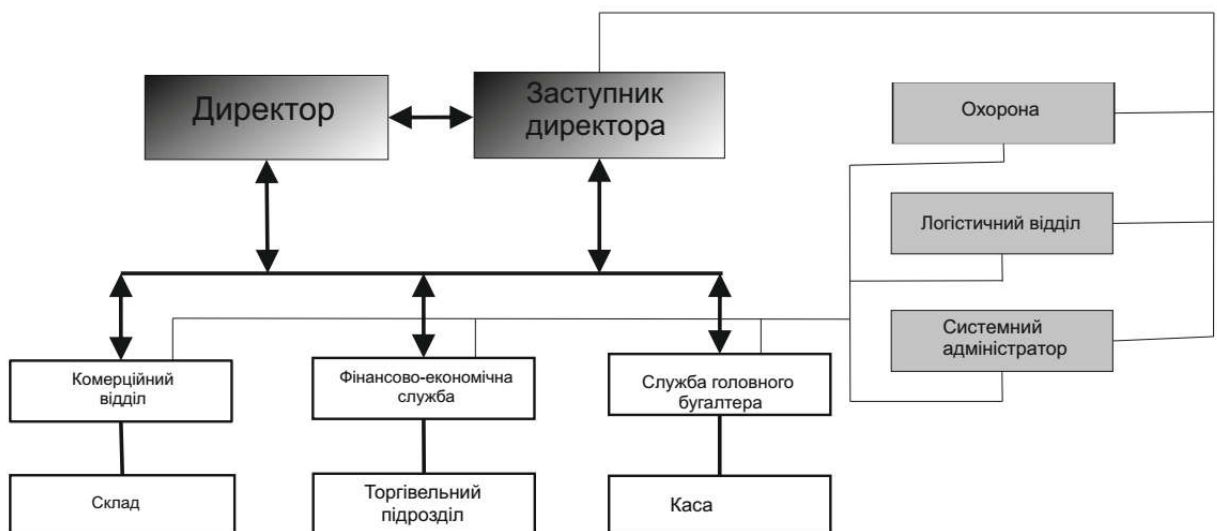 Директор
Заступник
директора
Охорона
Логістичний відділ
Системний
адміністратор
Комерційний
відділ
Фінансово-економічна
служба
Служба головного
бугалтера
Склад
Торгівельний
підрозділ
Каса